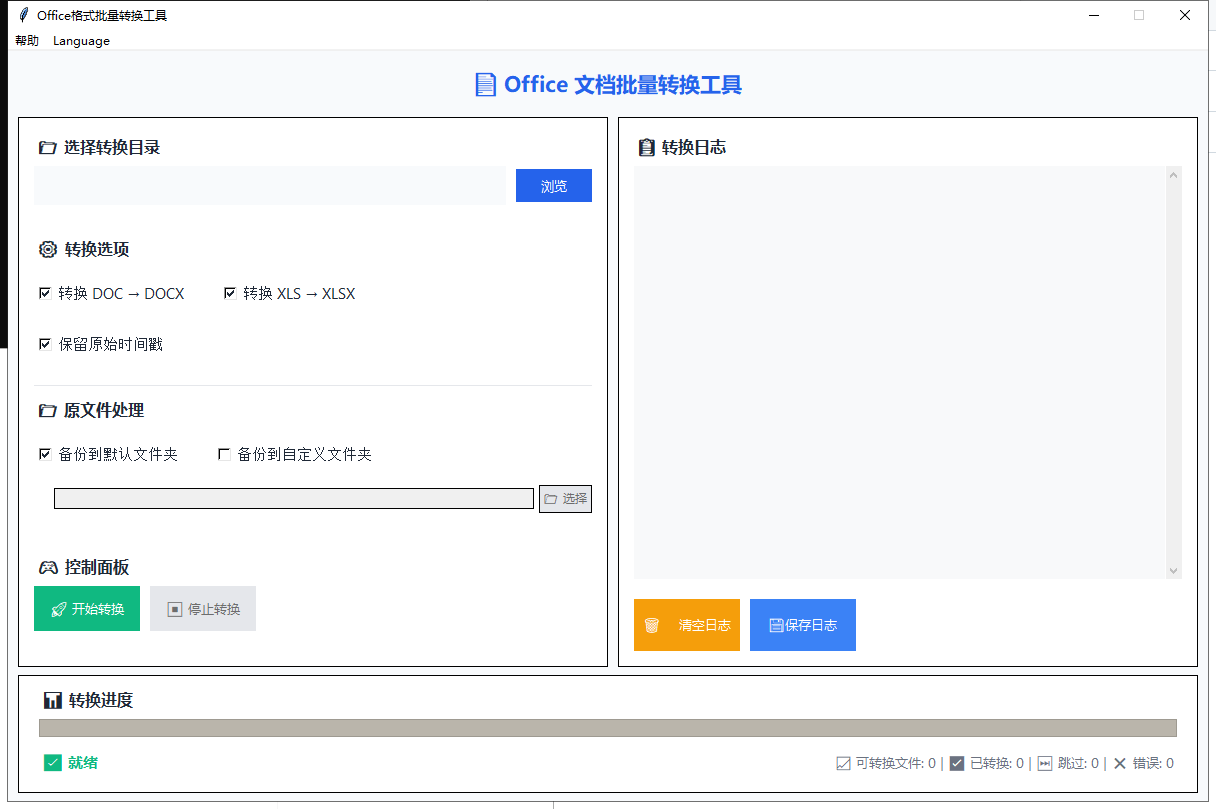 Office格式批量转换工具
帮助 Language
Office 文档批量转换工具
选择转换目录
浏览
转换选项
转换 DOC → DOCX 转换 XLS → XLSX
保留原始时间戳
原文件处理
备份到默认文件夹 备份到自定义文件夹
选择
控制面板
开始转换 停止转换
转换日志
清空日志 保存日志
转换进度
就绪 可转换文件: 0 | 已转换: 0 | 跳过: 0 | 错误: 0